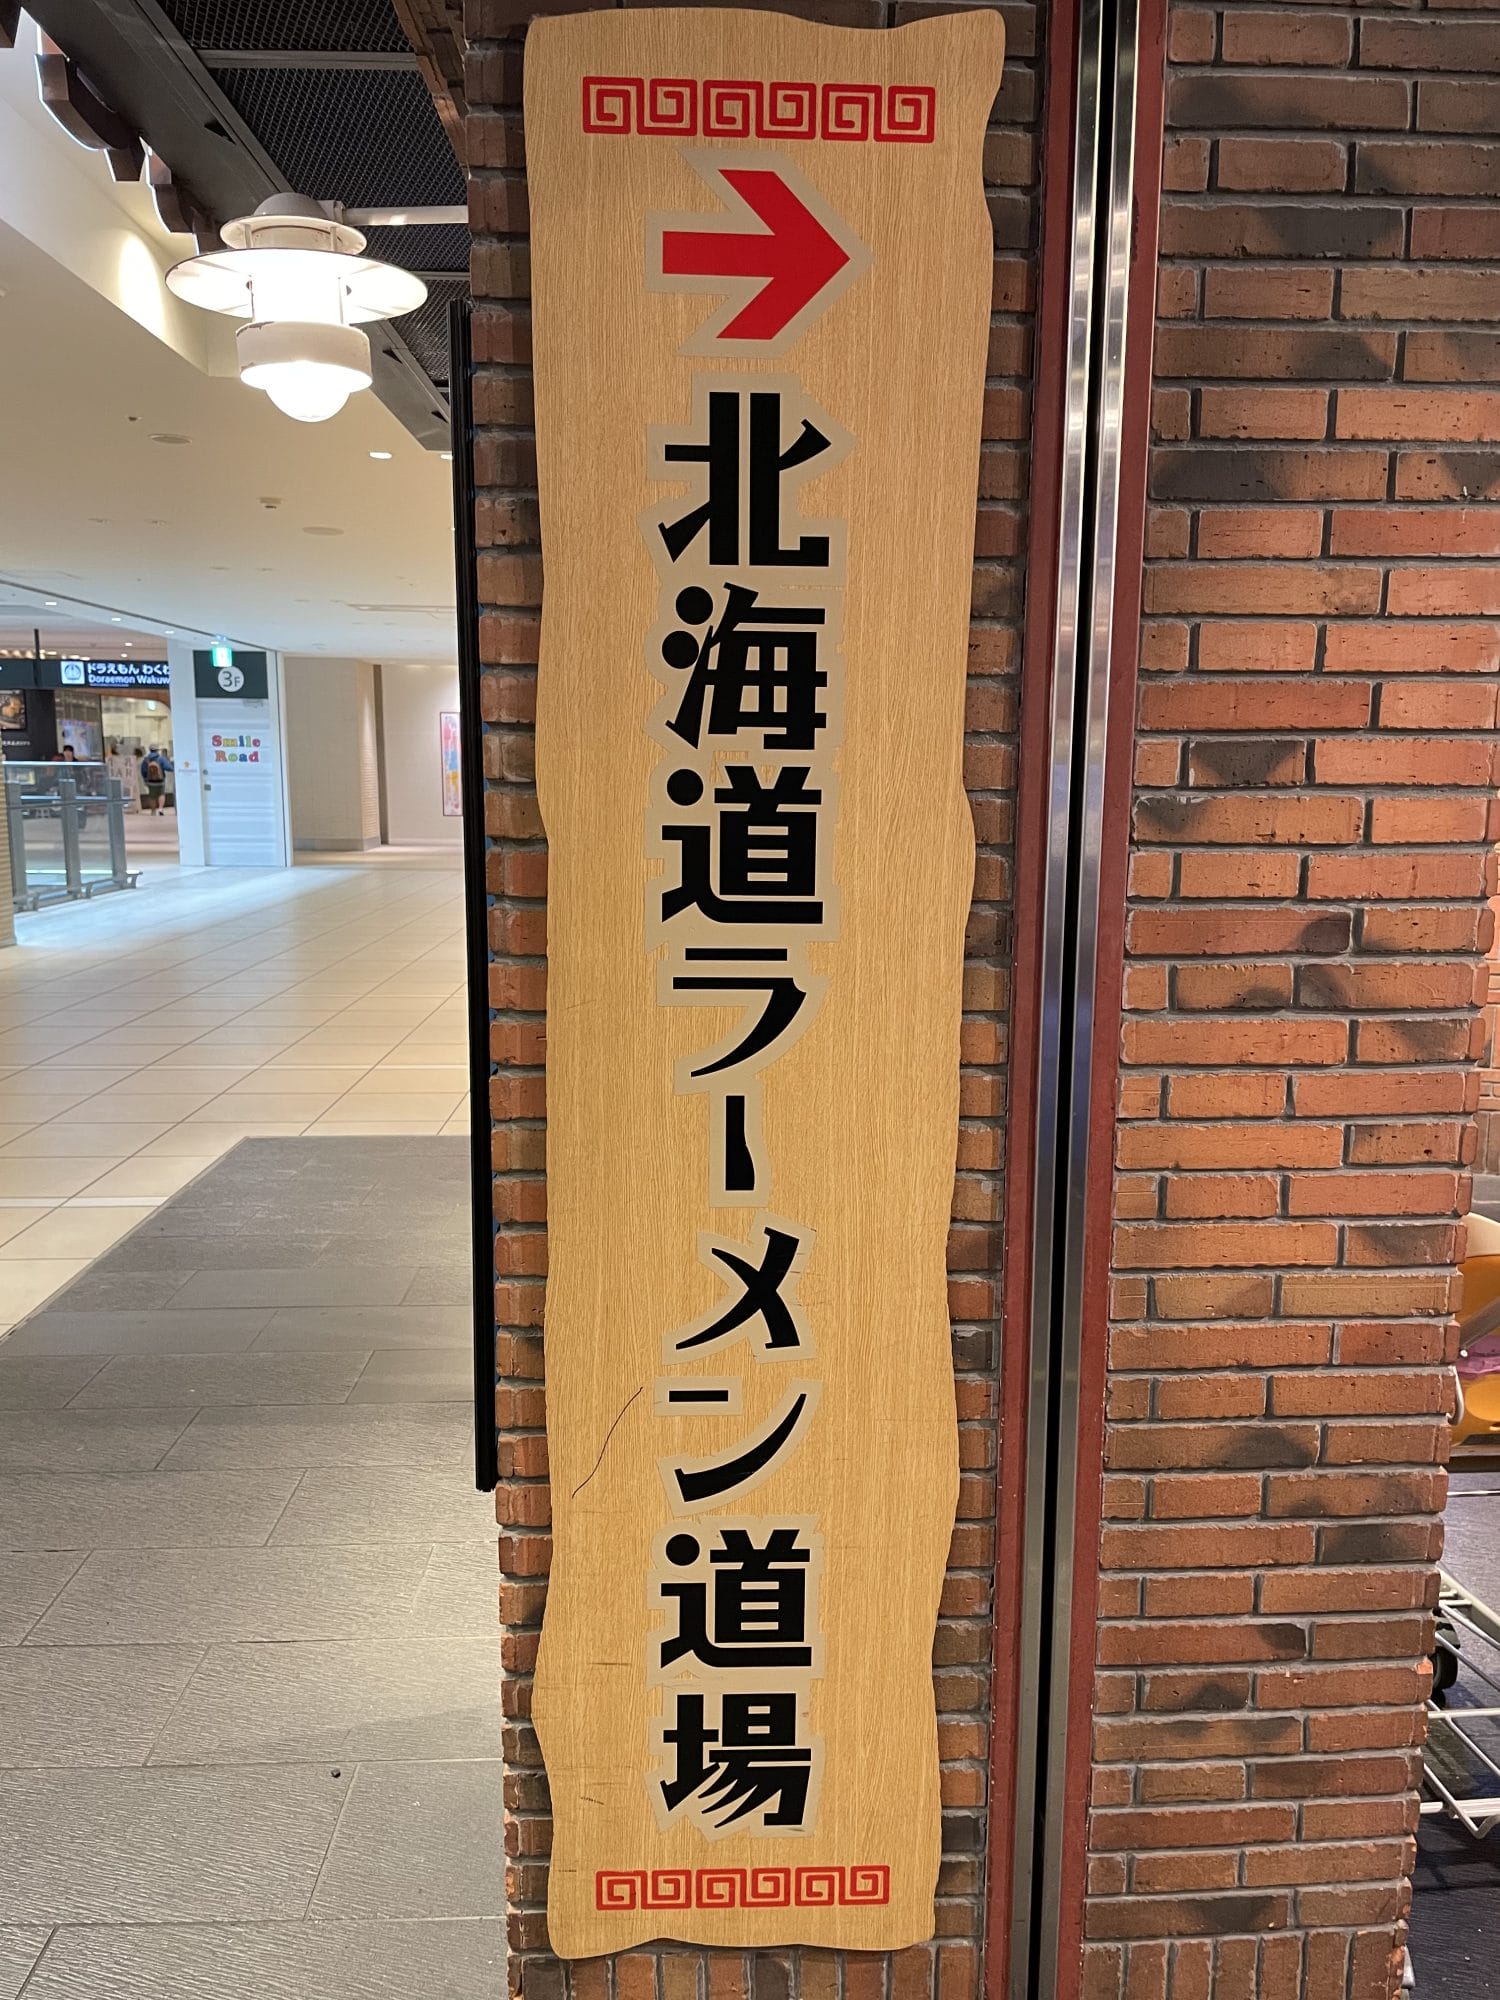 北海道ラーメン道場
ドラえもん わくわ
Doraemon Wakuw
3F
Smile
Road